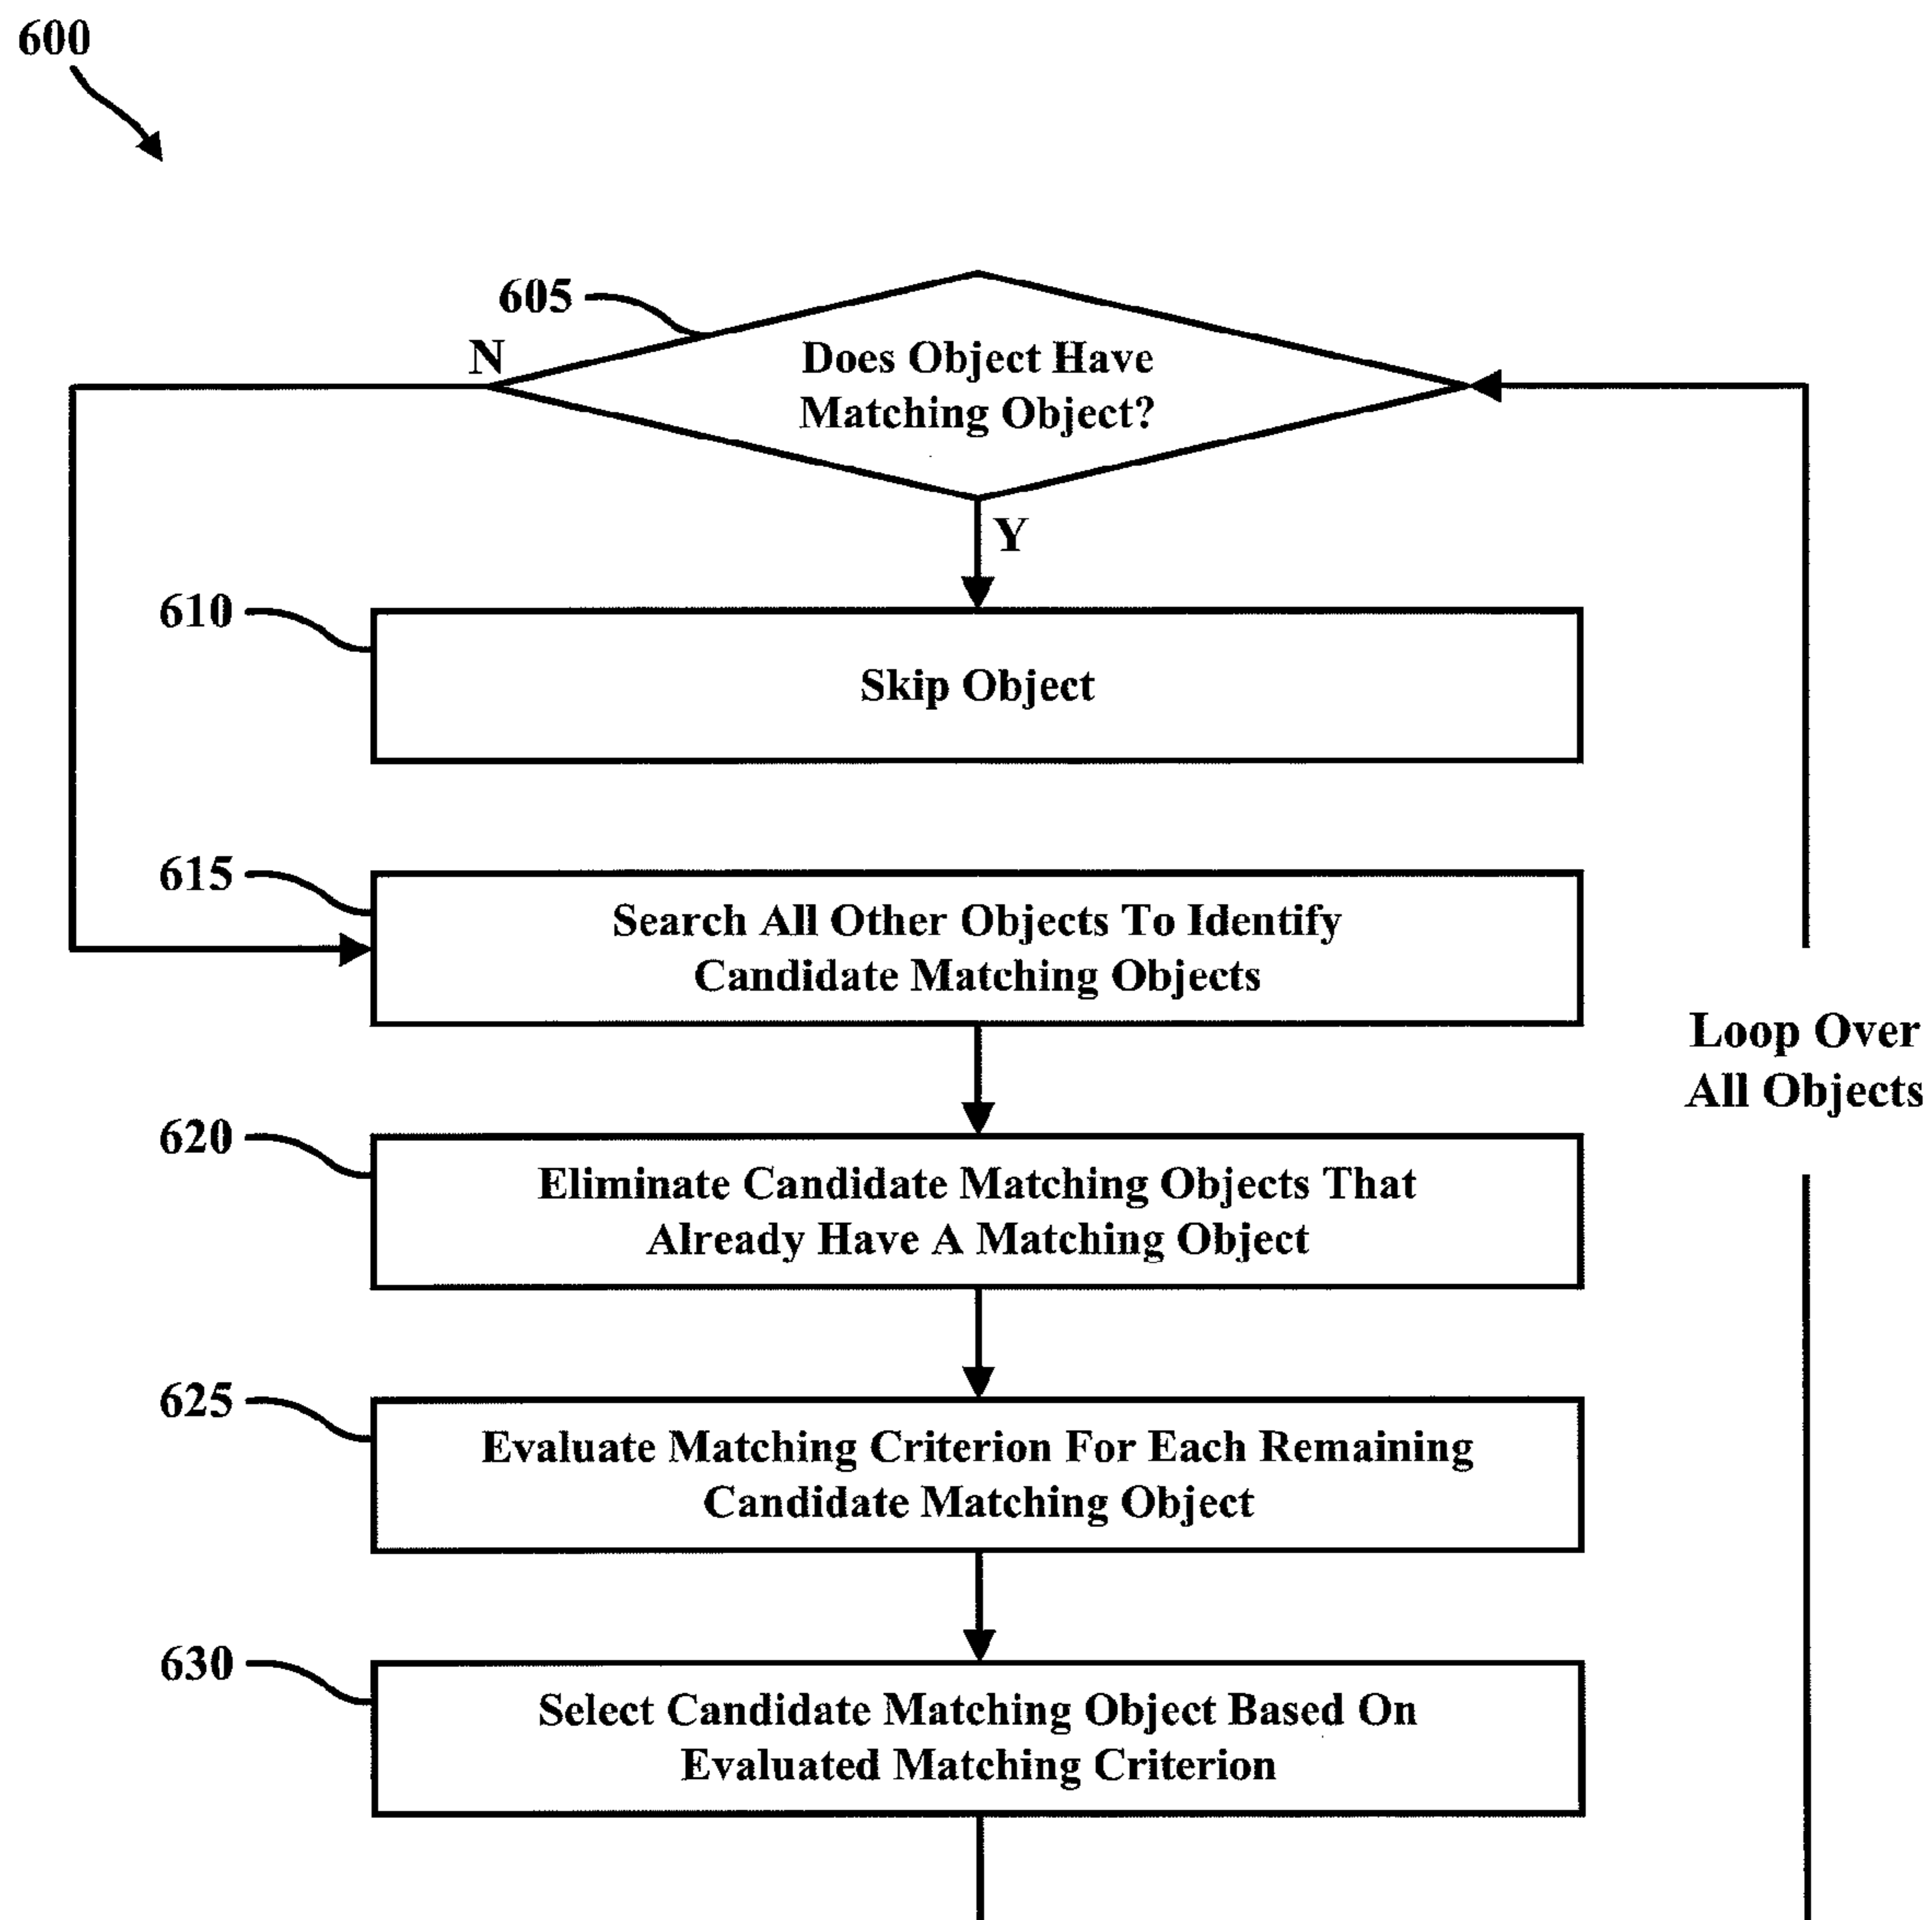 600
605
N
Does Object Have
Matching Object?
Y
610
Skip Object
615
Search All Other Objects To Identify
Candidate Matching Objects
Loop Over
All Objects
620
Eliminate Candidate Matching Objects That
Already Have A Matching Object
625
Evaluate Matching Criterion For Each Remaining
Candidate Matching Object
630
Select Candidate Matching Object Based On
Evaluated Matching Criterion